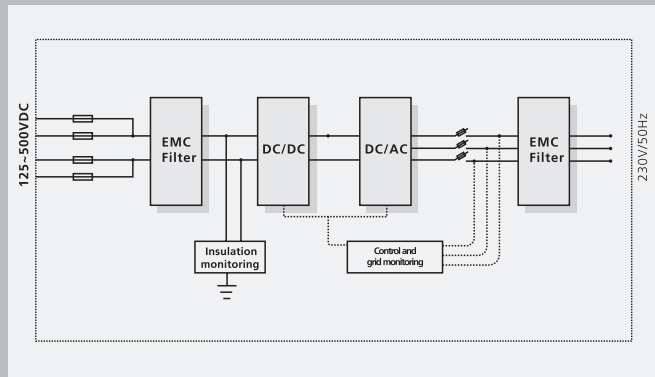 125~500VDC
EMC
Filter
DC/DC
DC/AC
EMC
Filter
230V/50Hz
Insulation
monitoring
Control and
grid monitoring